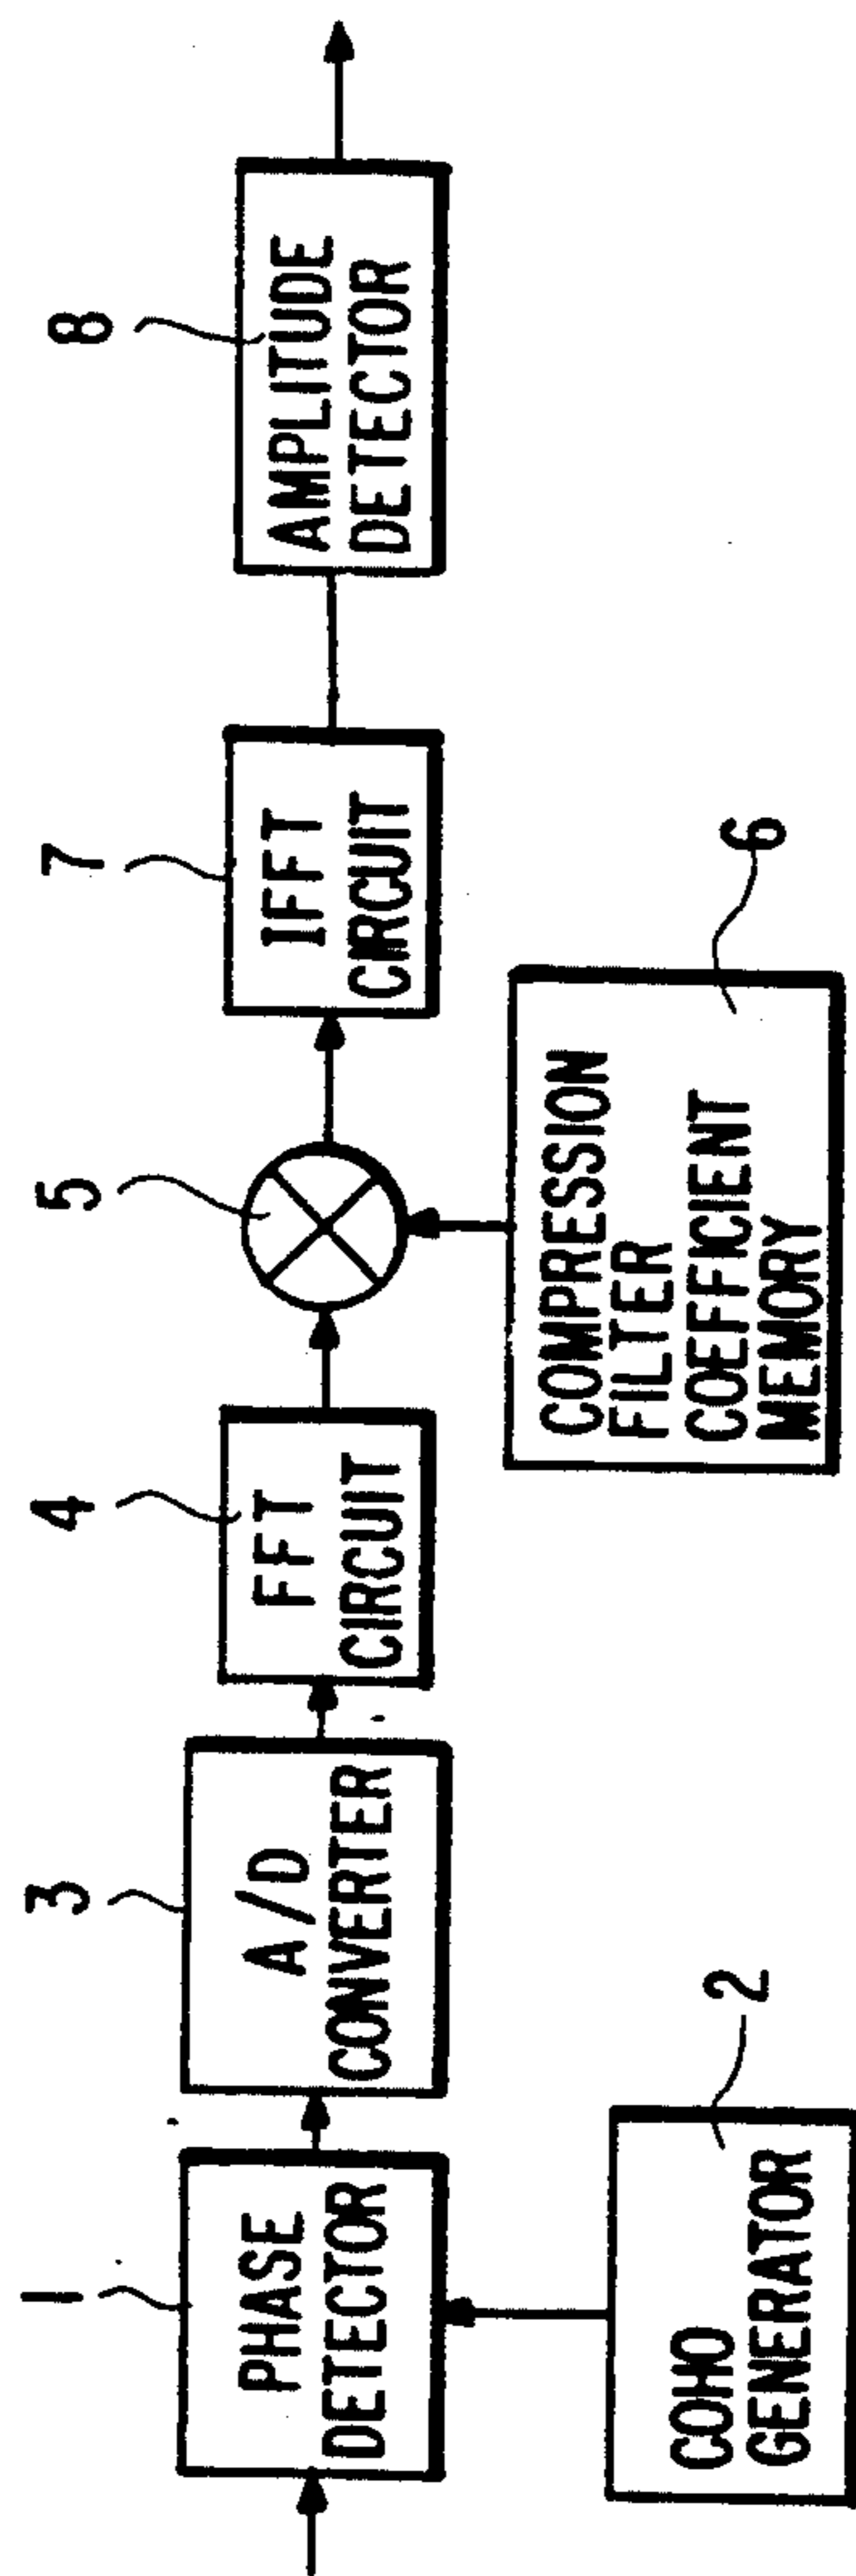 1
PHASE
DETECTOR
2
COHO
GENERATOR
3
A/D
CONVERTER
4
FFT
CIRCUIT
5
6
COMPRESSION
FILTER
COEFFICIENT
MEMORY
7
IFFT
CIRCUIT
8
AMPLITUDE
DETECTOR